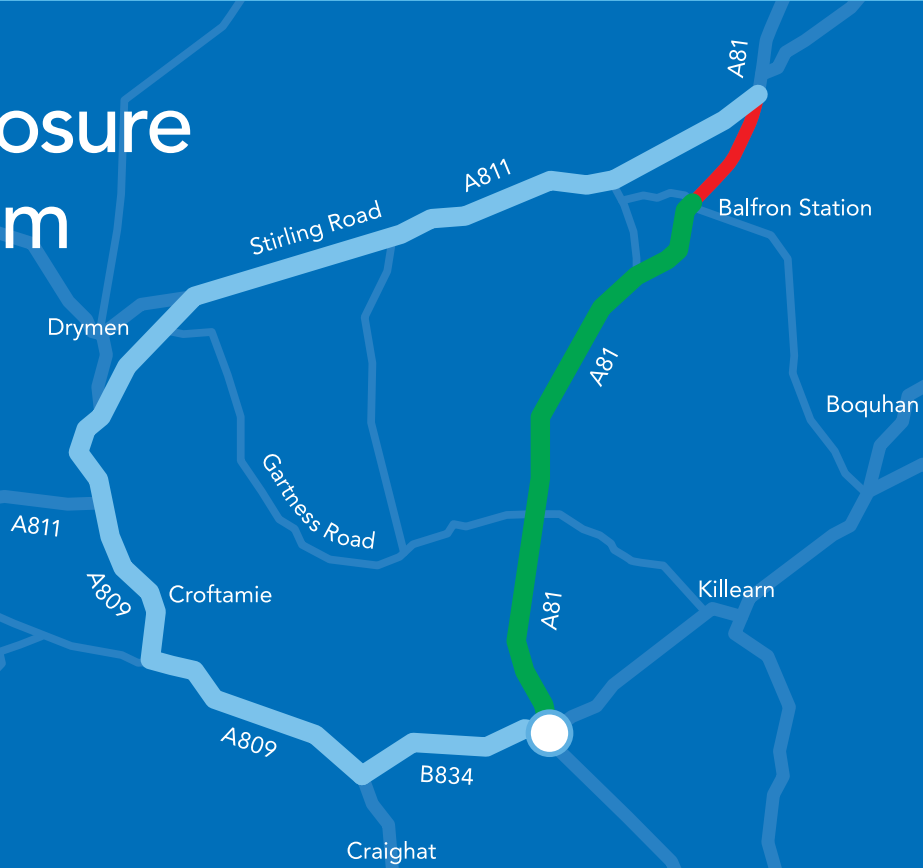 osure
m
A81
A811
Stirling Road
Balfron Station
Drymen
A81
Boquhan
Gartness Road
A811
A809
Croftamie
Killearn
A81
A809
B834
Craighat